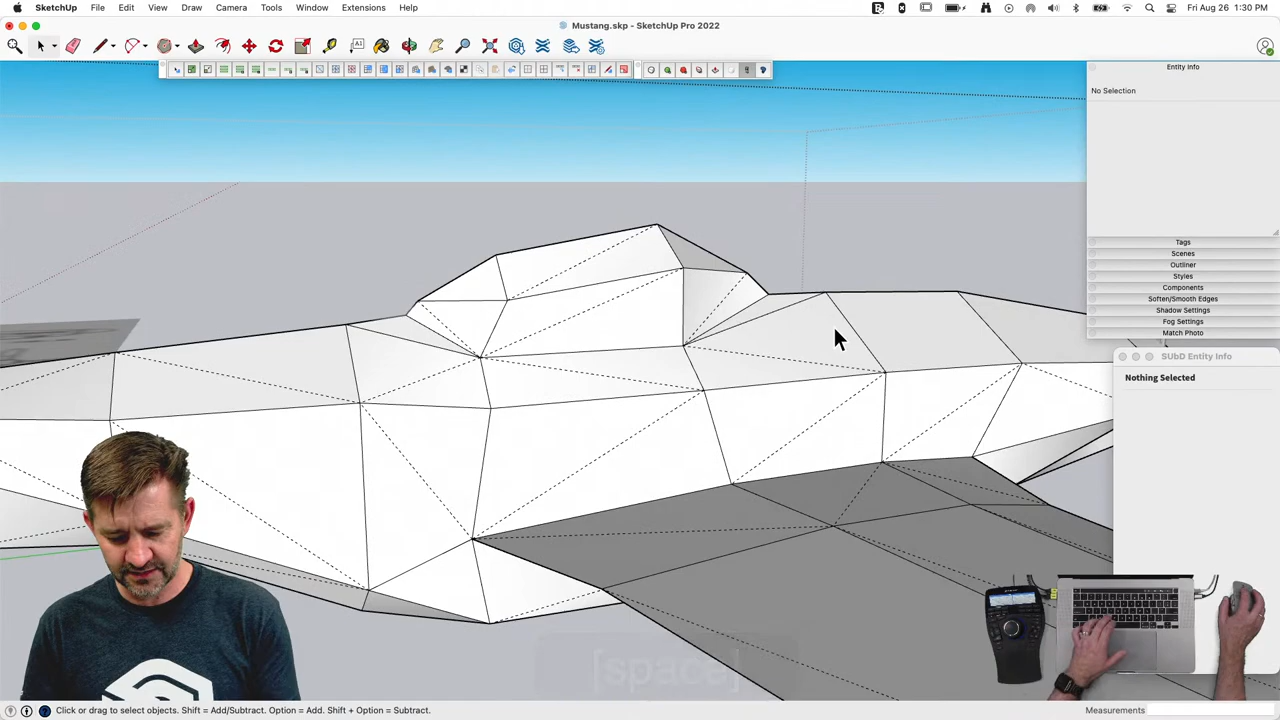 SketchUp File Edit View Draw Camera Tools Window Extensions Help
Fri Aug 26 1:30 PM
Mustang.skp - SketchUp Pro 2022
A1
Entity Info
No Selection
Tags
Scenes
Outliner
Styles
Components
Soften/Smooth Edges
Shadow Settings
Fog Settings
Match Photo
SUbD Entity Info
Nothing Selected
[space]
Click or drag to select objects. Shift = Add/Subtract. Option = Add. Shift + Option = Subtract.
Measurements